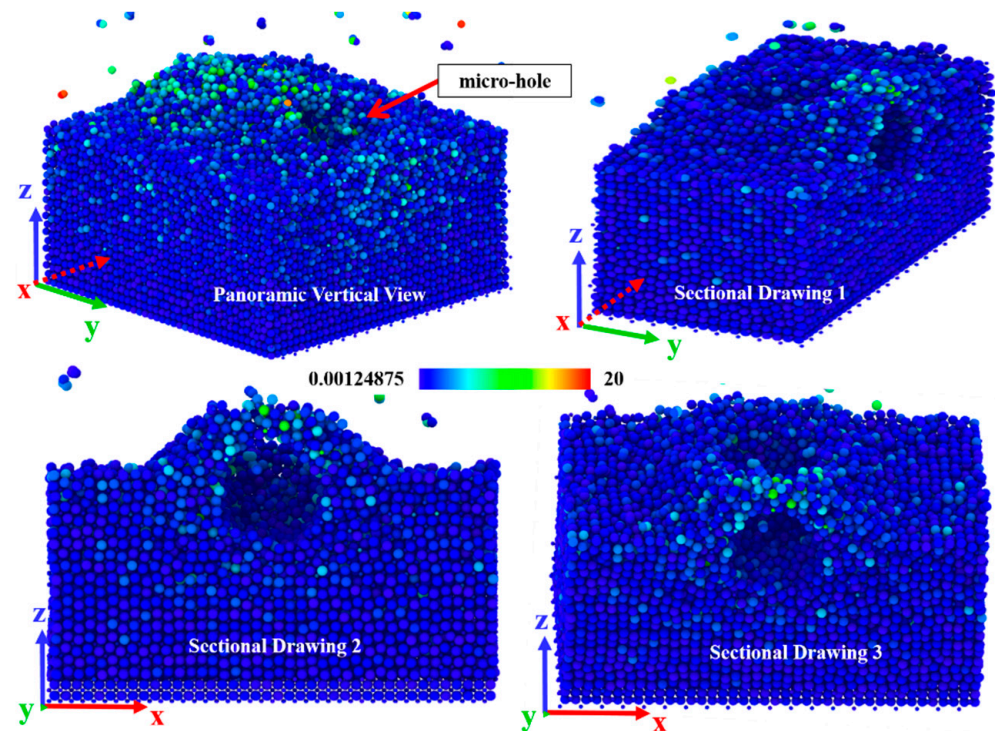 micro-hole
z
x
y
Panoramic Vertical View
z
x
y
Sectional Drawing 1
0.00124875
20
z
y
x
Sectional Drawing 2
z
y
x
Sectional Drawing 3